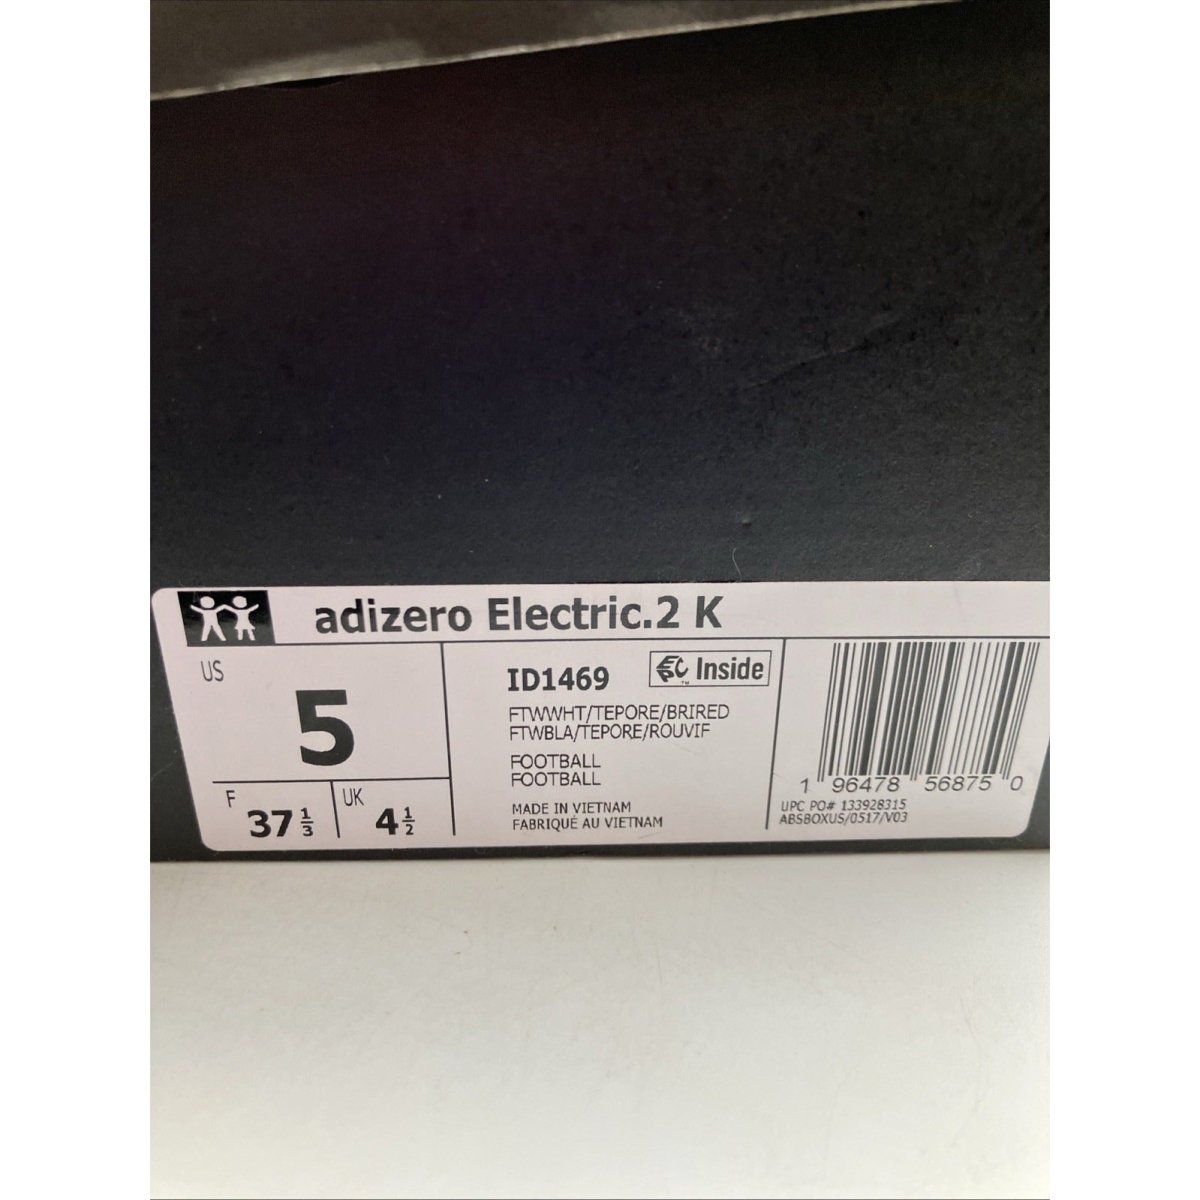 adizero Electric.2 K
US
5
F
37 1/3
UK
4 1/2
ID1469
EPC™ Inside
FTWWHT/TEPORE/BRIRED
FTWBLA/TEPORE/ROUVIF
FOOTBALL
FOOTBALL
MADE IN VIETNAM
FABRIQUÉ AU VIETNAM
1 96478 56875 0
UPC PO# 133928315
ABSBOXUS/0517/V03